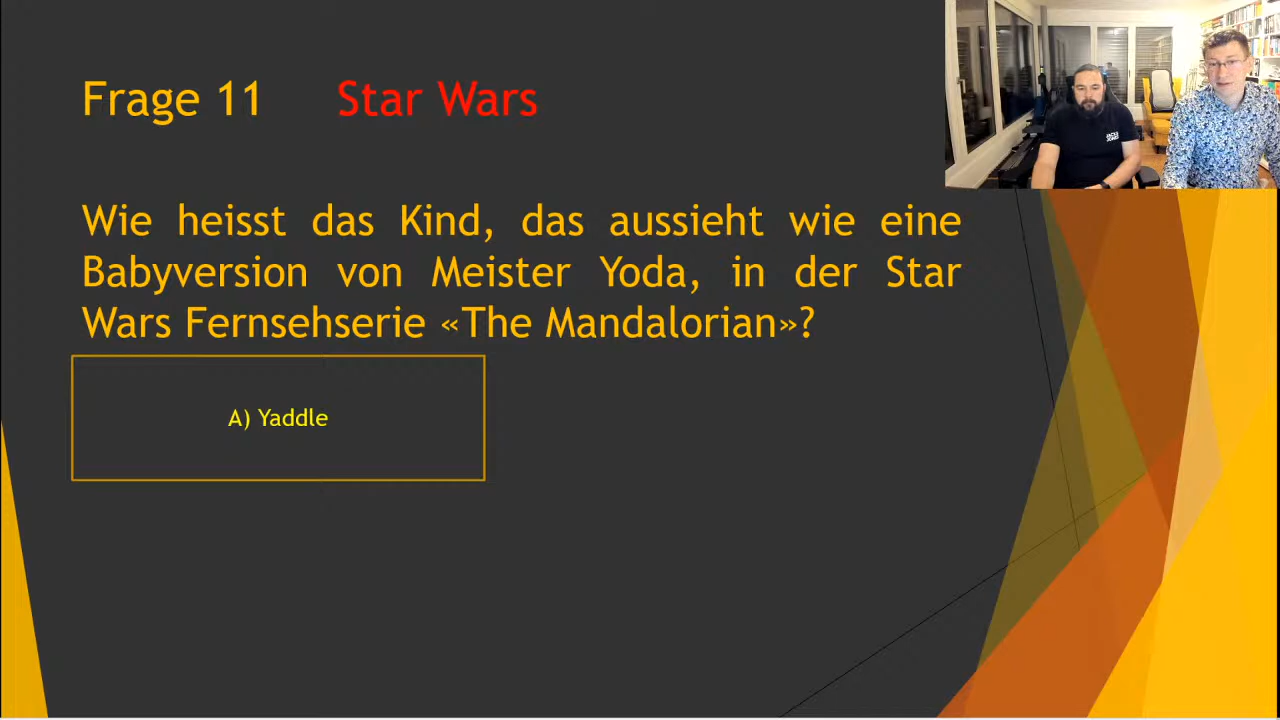 Frage 11 Star Wars
Wie heisst das Kind, das aussieht wie eine
Babyversion von Meister Yoda, in der Star
Wars Fernsehserie «The Mandalorian»?
A) Yaddle